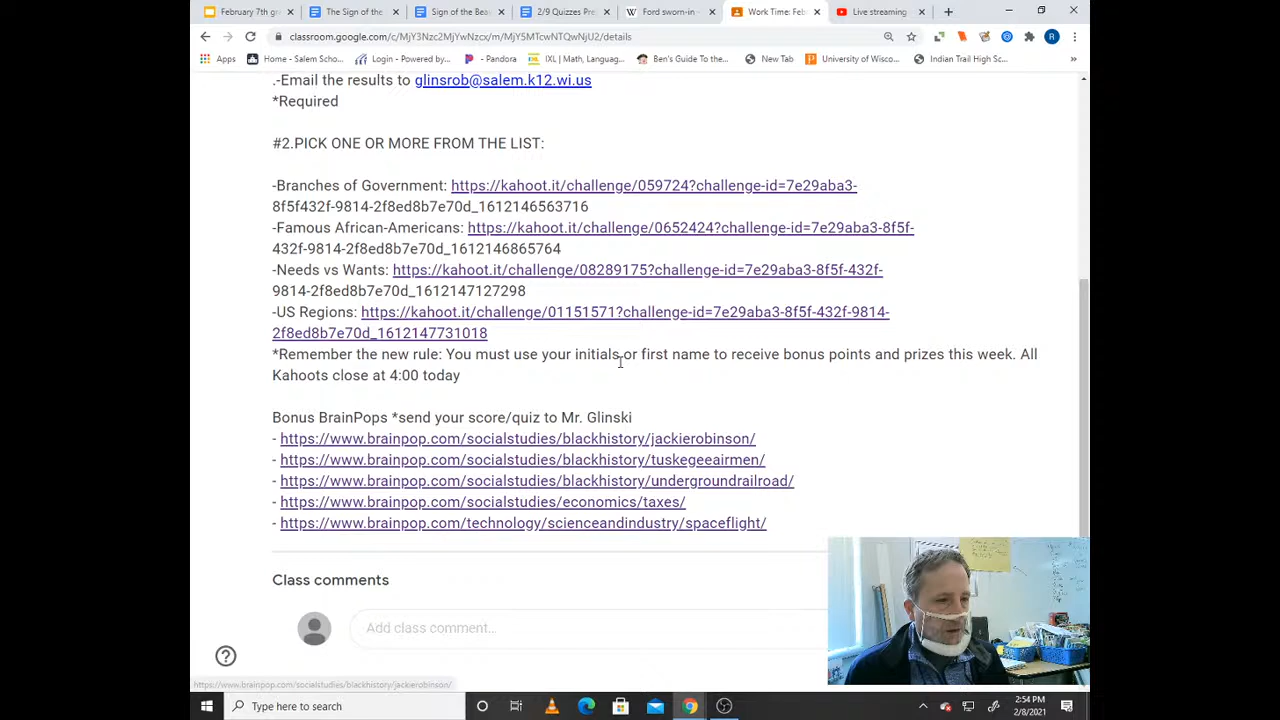 February 7th gr
The Sign of the
Sign of the Bea
2/9 Quizzes Pre
Ford sworn-in
Work Time: Feb
Live streaming
classroom.google.com/c/MjY3Nzc2MjYwNzcx/m/MjY5MTcwNTQwNjU2/details
R
Apps
Home - Salem Scho...
Login - Powered by...
- Pandora
IXL | Math, Languag...
Ben's Guide To the...
New Tab
University of Wisco...
Indian Trail High Sc...
»
.-Email the results to glinsrob@salem.k12.wi.us
*Required
#2.PICK ONE OR MORE FROM THE LIST:
-Branches of Government: https://kahoot.it/challenge/059724?challenge-id=7e29aba3-
8f5f432f-9814-2f8ed8b7e70d_1612146563716
-Famous African-Americans: https://kahoot.it/challenge/0652424?challenge-id=7e29aba3-8f5f-
432f-9814-2f8ed8b7e70d_1612146865764
-Needs vs Wants: https://kahoot.it/challenge/08289175?challenge-id=7e29aba3-8f5f-432f-
9814-2f8ed8b7e70d_1612147127298
-US Regions: https://kahoot.it/challenge/01151571?challenge-id=7e29aba3-8f5f-432f-9814-
2f8ed8b7e70d_1612147731018
*Remember the new rule: You must use your initials or first name to receive bonus points and prizes this week. All
Kahoots close at 4:00 today
Bonus BrainPops *send your score/quiz to Mr. Glinski
- https://www.brainpop.com/socialstudies/blackhistory/jackierobinson/
- https://www.brainpop.com/socialstudies/blackhistory/tuskegeeairmen/
- https://www.brainpop.com/socialstudies/blackhistory/undergroundrailroad/
- https://www.brainpop.com/socialstudies/economics/taxes/
- https://www.brainpop.com/technology/scienceandindustry/spaceflight/
Class comments
Add class comment...
https://www.brainpop.com/socialstudies/blackhistory/jackierobinson/
Type here to search
2:54 PM
2/8/2021